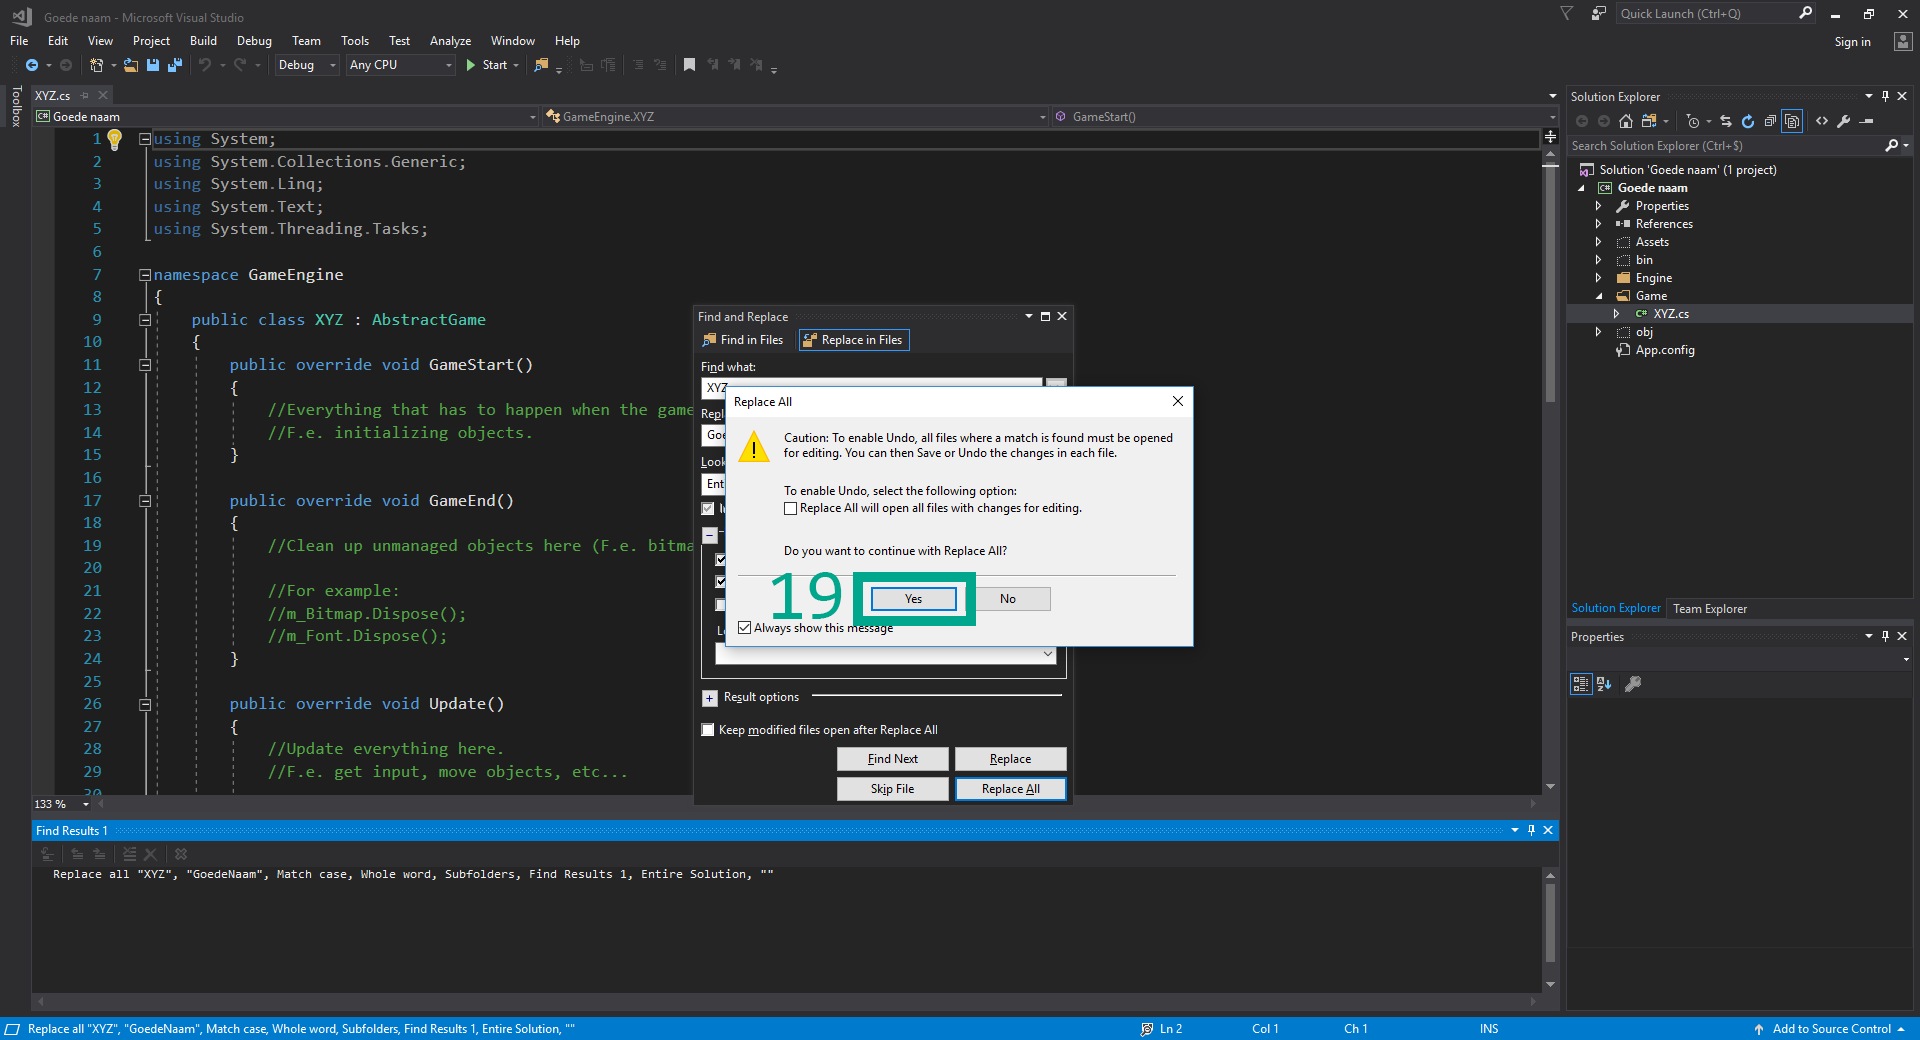 Goede naam - Microsoft Visual Studio
Quick Launch (Ctrl+Q)
File Edit View Project Build Debug Team Tools Test Analyze Window Help
Sign in
Debug Any CPU Start
Toolbox
XYZ.cs
Goede naam GameEngine.XYZ GameStart()
1 using System;
2 using System.Collections.Generic;
3 using System.Linq;
4 using System.Text;
5 using System.Threading.Tasks;
6
7 namespace GameEngine
8 {
9 public class XYZ : AbstractGame
10 {
11 public override void GameStart()
12 {
13 //Everything that has to happen when the game
14 //F.e. initializing objects.
15 }
16
17 public override void GameEnd()
18 {
19 //Clean up unmanaged objects here (F.e. bitma
20
21 //For example:
22 //m_Bitmap.Dispose();
23 //m_Font.Dispose();
24 }
25
26 public override void Update()
27 {
28 //Update everything here.
29 //F.e. get input, move objects, etc...
30
133 %
Find and Replace
Find in Files Replace in Files
Find what:
XYZ
Repl
Goe
Look
Ent
Replace All
Caution: To enable Undo, all files where a match is found must be opened
for editing. You can then Save or Undo the changes in each file.
To enable Undo, select the following option:
Replace All will open all files with changes for editing.
Do you want to continue with Replace All?
19 Yes No
Always show this message
Result options
Keep modified files open after Replace All
Find Next Replace
Skip File Replace All
Solution Explorer
Search Solution Explorer (Ctrl+$)
Solution 'Goede naam' (1 project)
Goede naam
Properties
References
Assets
bin
Engine
Game
XYZ.cs
obj
App.config
Solution Explorer Team Explorer
Properties
Find Results 1
Replace all "XYZ", "GoedeNaam", Match case, Whole word, Subfolders, Find Results 1, Entire Solution, ""
Replace all "XYZ", "GoedeNaam", Match case, Whole word, Subfolders, Find Results 1, Entire Solution, ""
Ln 2 Col 1 Ch 1 INS Add to Source Control